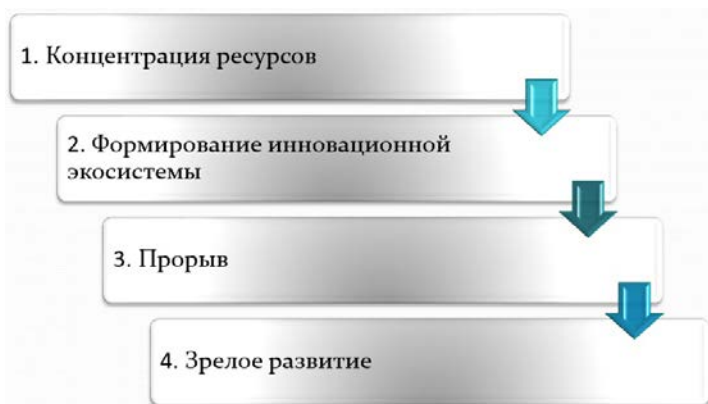 1. Концентрация ресурсов
2. Формирование инновационной
экосистемы
3. Прорыв
4. Зрелое развитие